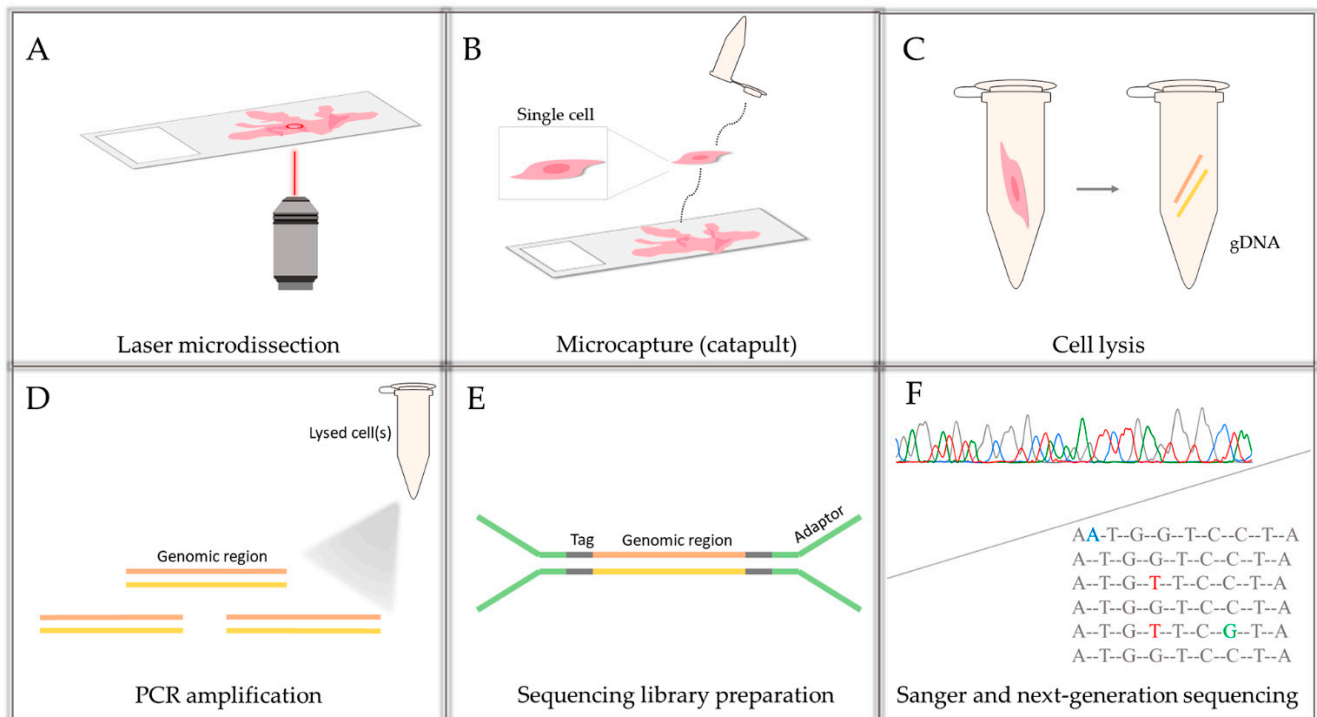 A
B
C
Single cell
gDNA
Laser microdissection
Microcapture (catapult)
Cell lysis
D
E
F
Lysed cell(s)
Genomic region
Tag
Genomic region
Adaptor
AA-T--G--G--T--C--C--T--A
A--T--G--G--T--C--C--T--A
A--T--G--T--T--C--C--T--A
A--T--G--G--T--C--C--T--A
A--T--G--T--T--C--G--T--A
A--T--G--G--T--C--C--T--A
PCR amplification
Sequencing library preparation
Sanger and next-generation sequencing